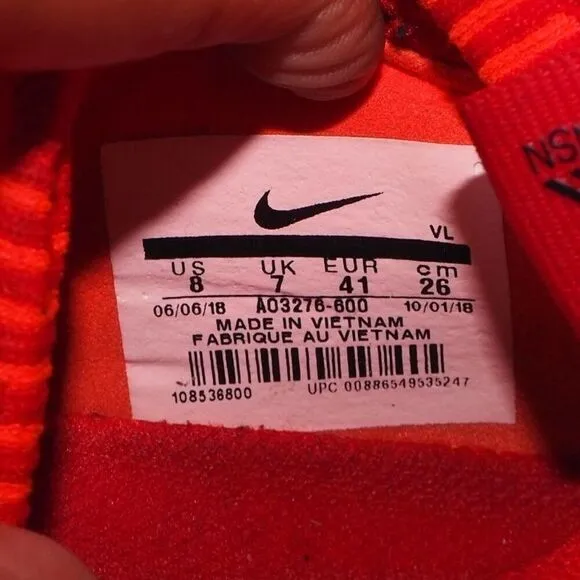 VL
US UK EUR cm
8 7 41 26
06/06/18 AO3276-600 10/01/18
MADE IN VIETNAM
FABRIQUE AU VIETNAM
108536800 UPC 00886549535247